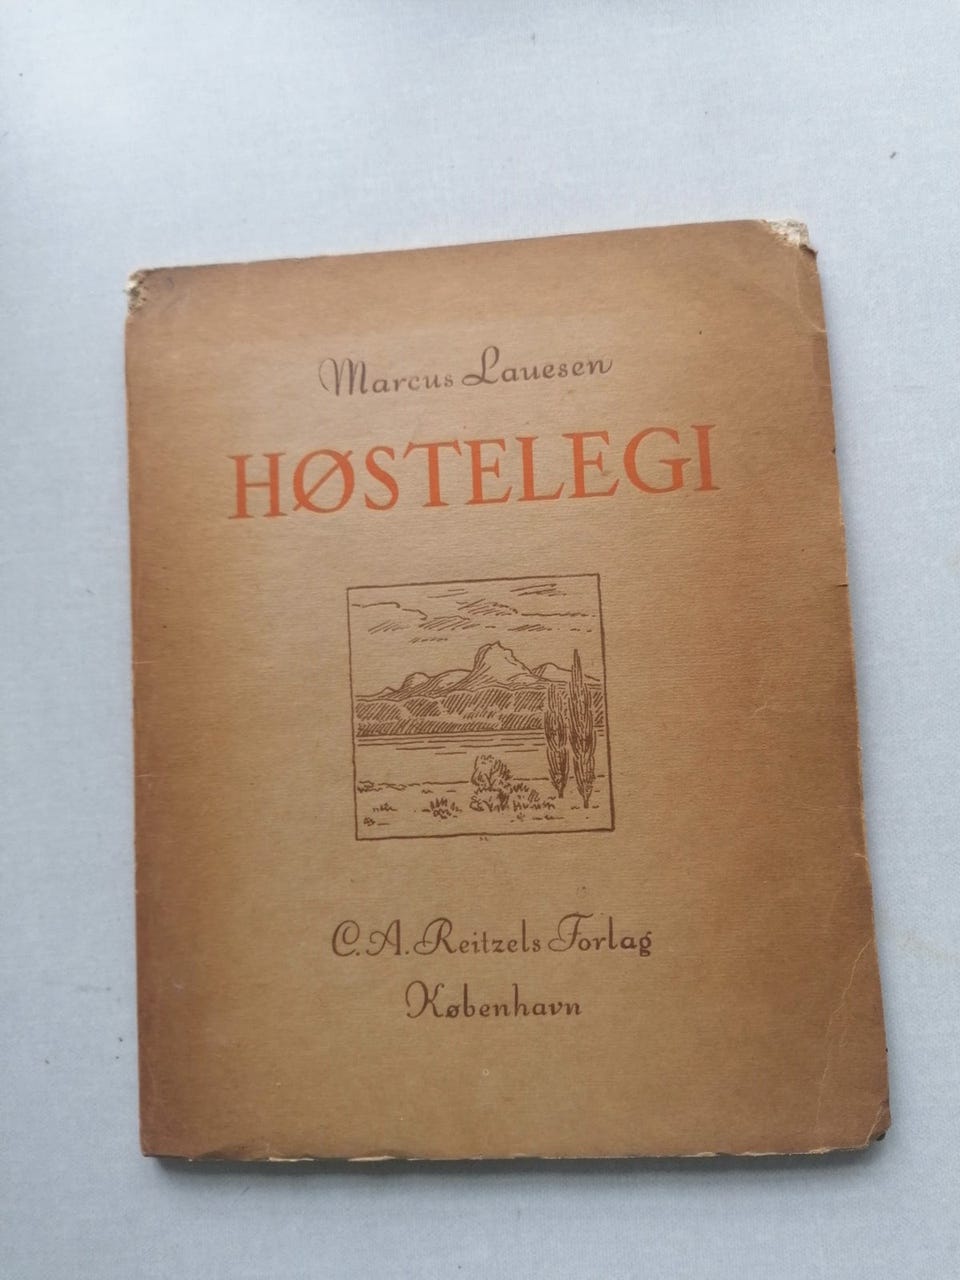 Marcus Lauesen
HØSTELEGI
C. A. Reitzels Forlag
København